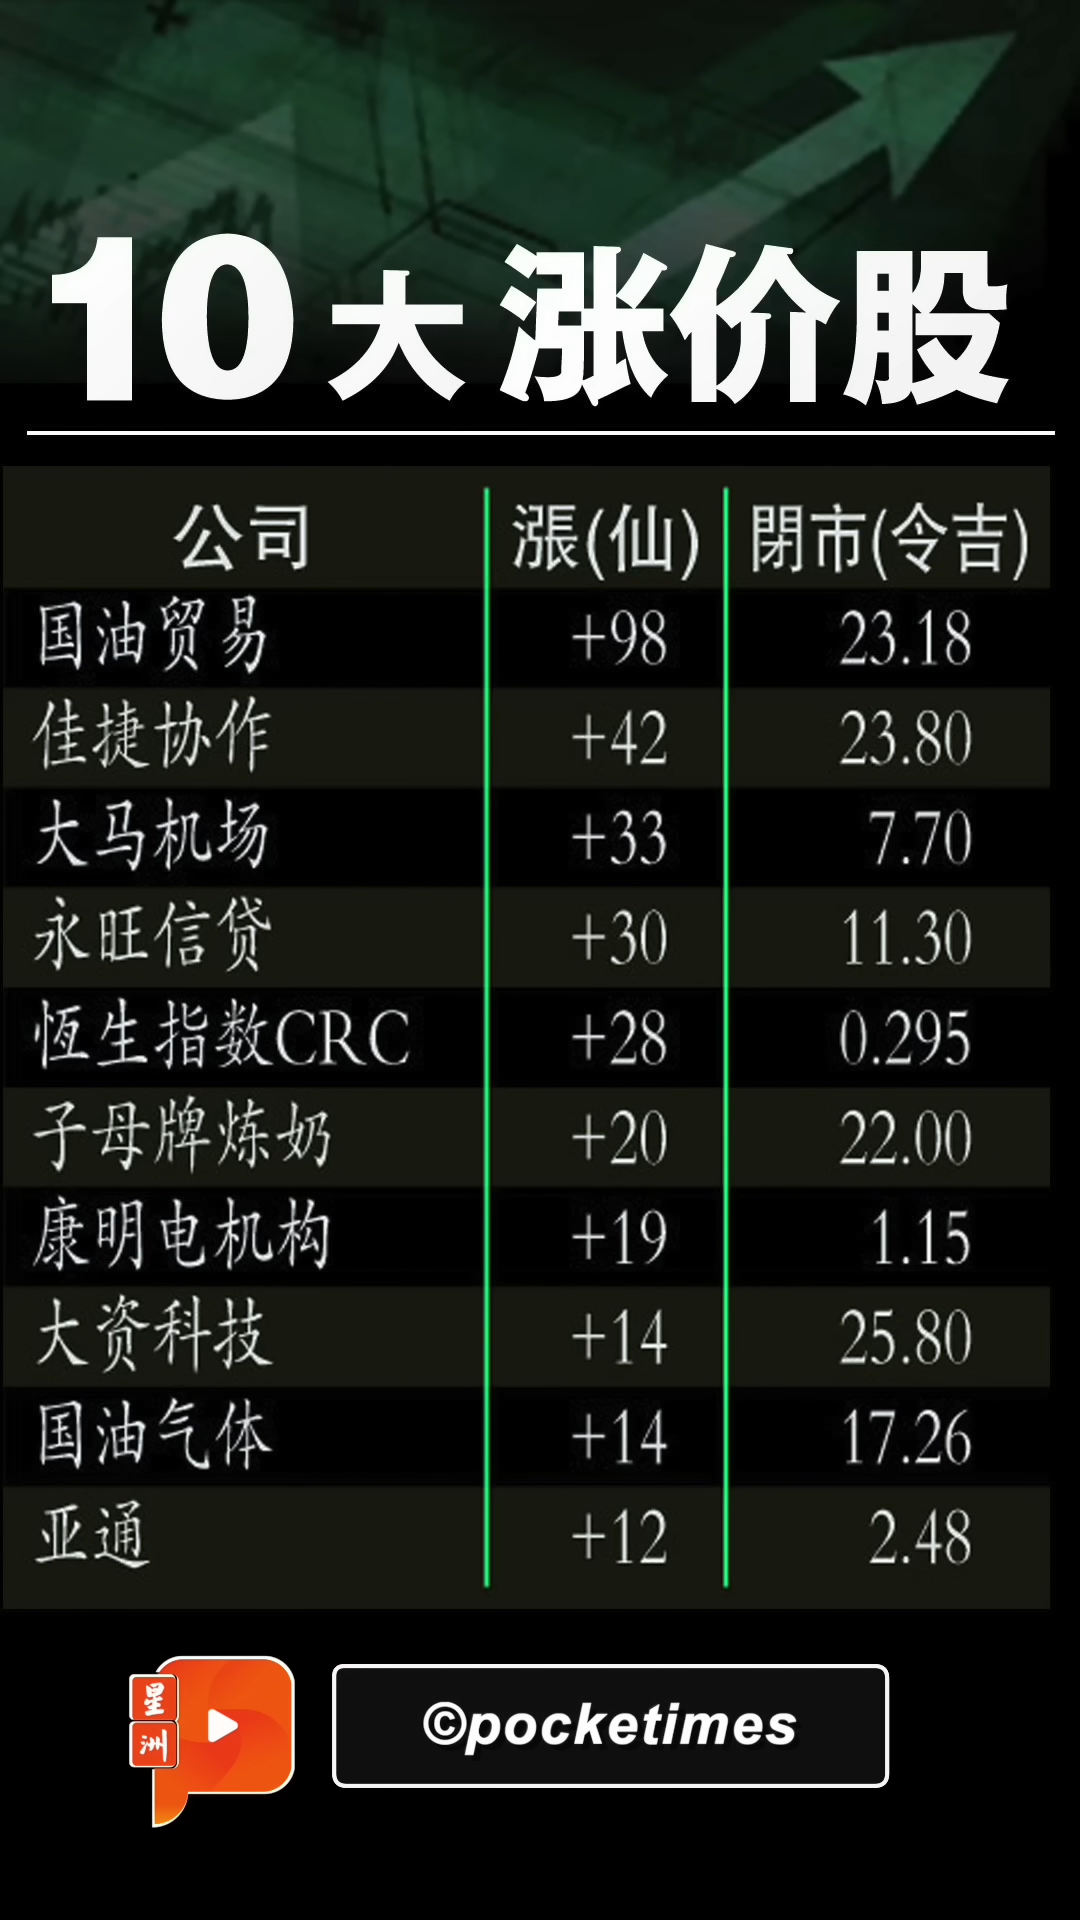 10大涨价股
公司 漲(仙) 閉市(令吉)
国油贸易 +98 23.18
佳捷协作 +42 23.80
大马机场 +33 7.70
永旺信贷 +30 11.30
恆生指数CRC +28 0.295
子母牌炼奶 +20 22.00
康明电机构 +19 1.15
大资科技 +14 25.80
国油气体 +14 17.26
亚通 +12 2.48
星洲
©pocketimes